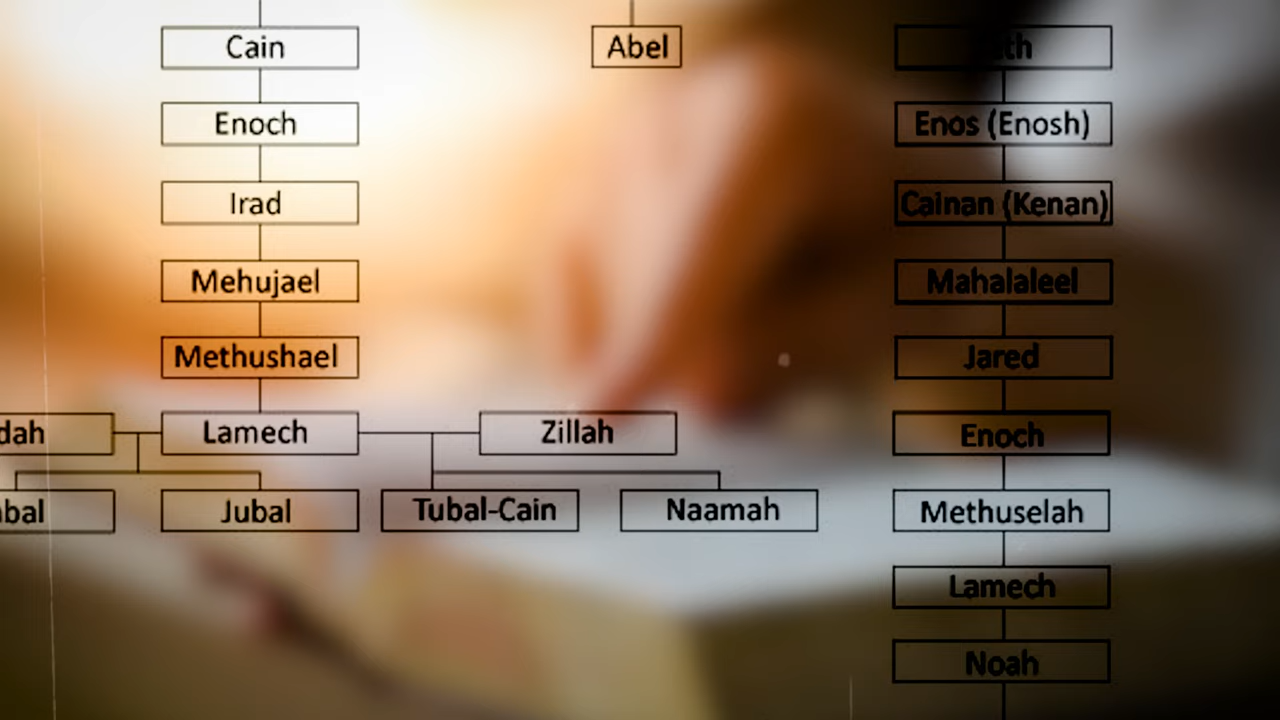 Cain Abel
Enoch Enos (Enosh)
Irad Cainan (Kenan)
Mehujael Mahalaleel
Methushael Jared
Lamech Zillah Enoch
Jubal Tubal-Cain Naamah Methuselah
Lamech
Noah